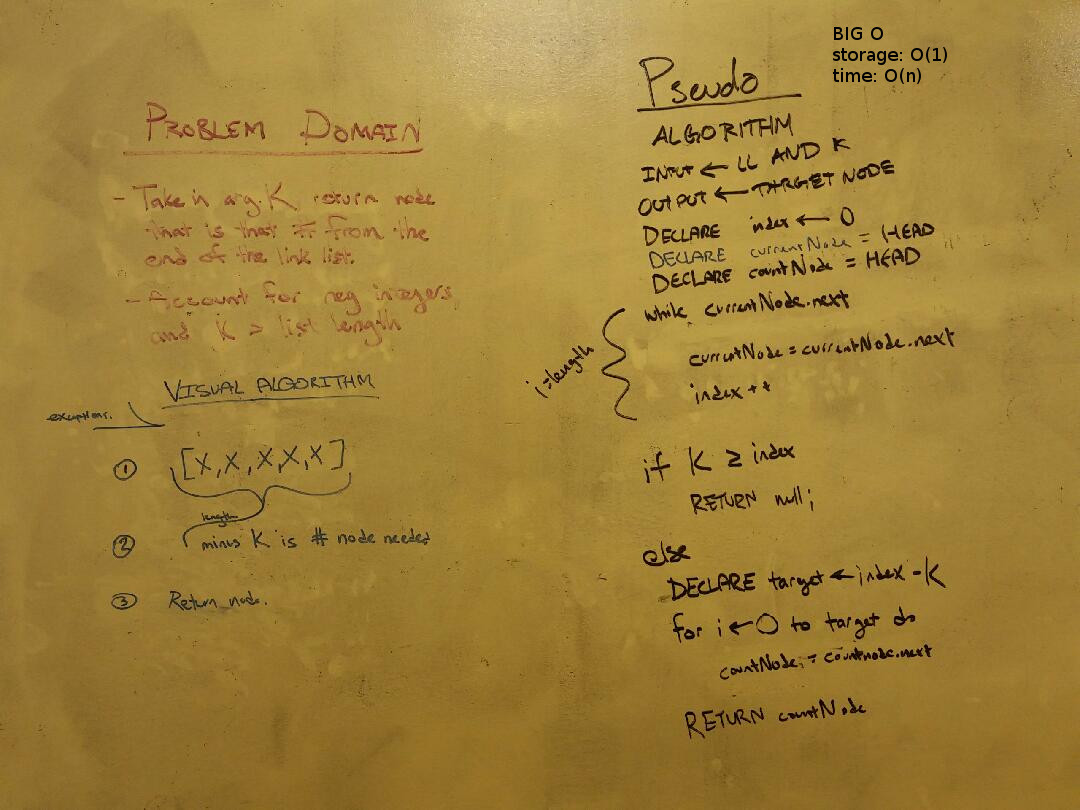 PROBLEM DOMAIN
- Take in arg. K return node
that is that # from the
end of the link list.
- Account for neg integers,
and K > list length
VISUAL ALGORITHM
exceptions.
① [X, X, X, X, X]
length
② minus K is # node needed
③ Return node.
BIG O
storage: O(1)
time: O(n)
Pseudo
ALGORITHM
INPUT ← LL AND K
OUTPUT ← TARGET NODE
DECLARE index ← 0
DECLARE currentNode = HEAD
DECLARE countNode = HEAD
while currentNode.next
i=length
currentNode = currentNode.next
index ++
if K ≥ index
RETURN null;
else
DECLARE target ← index - K
for i ← 0 to target do
countNode = countnode.next
RETURN countNode